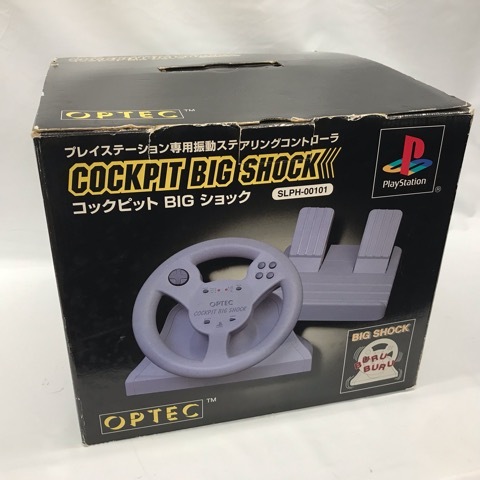 OPTEC™
プレイステーション専用振動ステアリングコントローラ
COCKPIT BIG SHOCK
SLPH-00101
コックピット BIG ショック
PlayStation®
OPTEC
COCKPIT BIG SHOCK
BIG SHOCK
BURU
BURU
OPTEC™